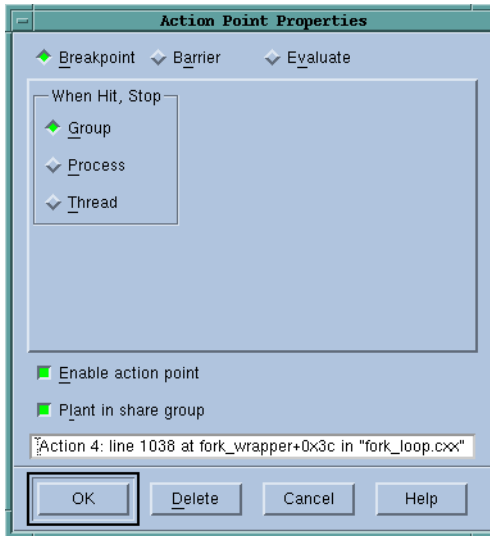 Action Point Properties
Breakpoint Barrier Evaluate
When Hit, Stop
Group
Process
Thread
Enable action point
Plant in share group
Action 4: line 1038 at fork_wrapper+0x3c in "fork_loop.cxx"
OK Delete Cancel Help